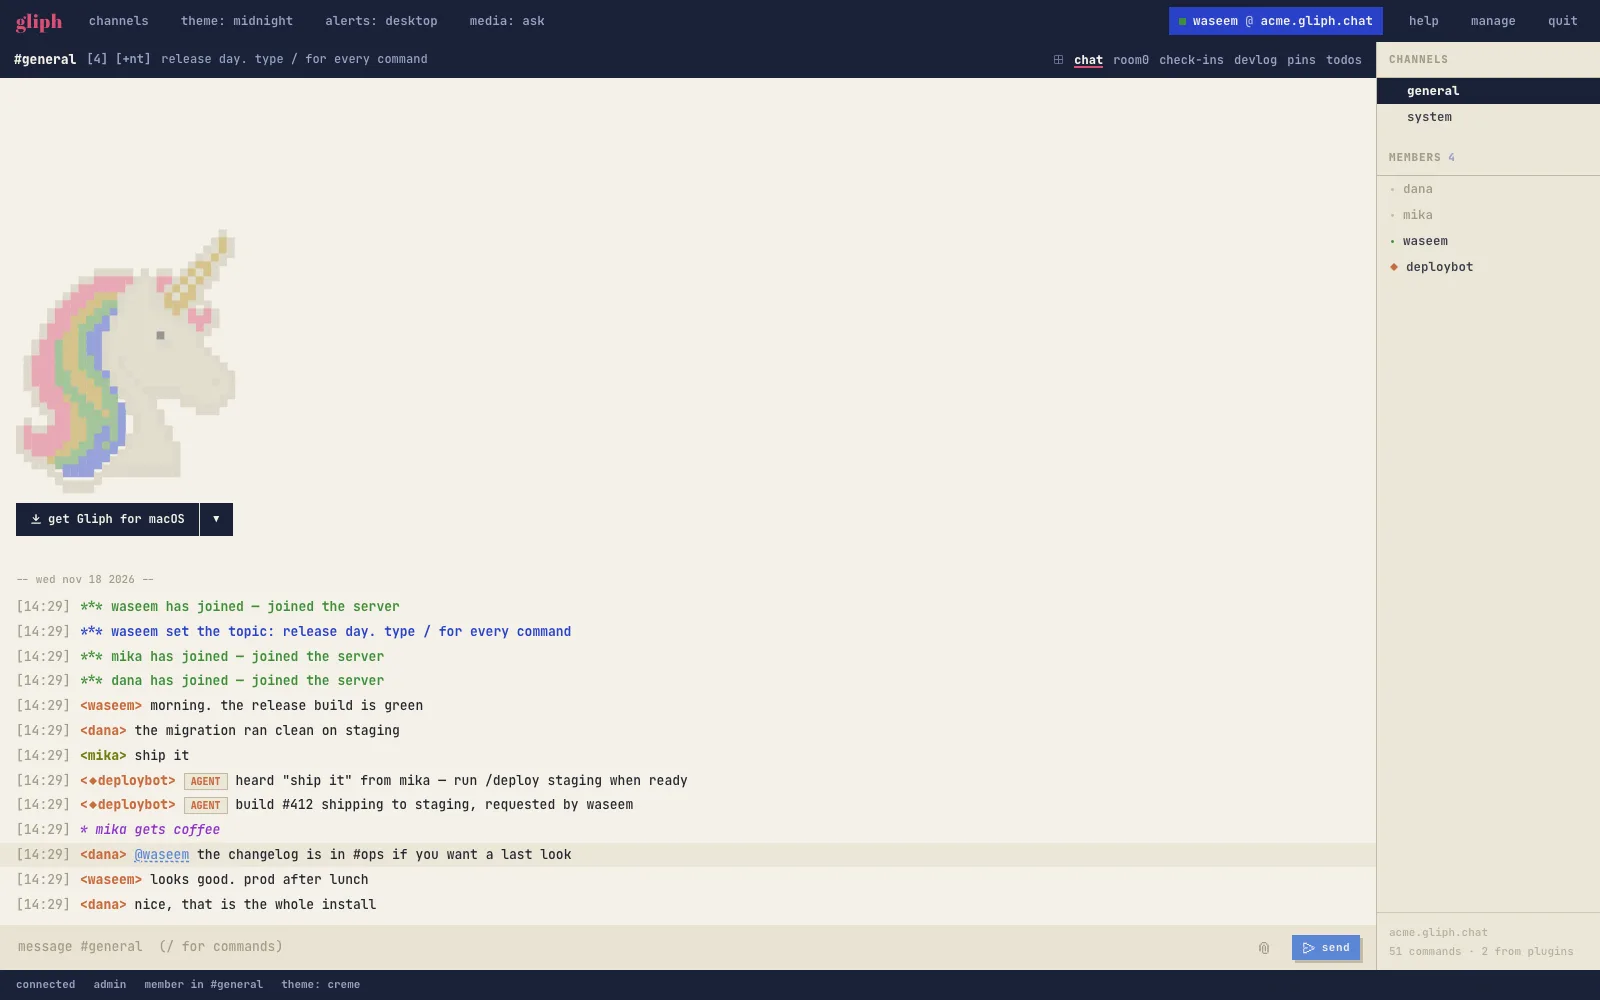 gliph channels theme: midnight alerts: desktop media: ask waseem @ acme.gliph.chat help manage quit
#general [4] [+nt] release day. type / for every command chat room0 check-ins devlog pins todos
CHANNELS
general
system
MEMBERS 4
dana
mika
waseem
deploybot
get Gliph for macOS
-- wed nov 18 2026 --
[14:29] *** waseem has joined — joined the server
[14:29] *** waseem set the topic: release day. type / for every command
[14:29] *** mika has joined — joined the server
[14:29] *** dana has joined — joined the server
[14:29] <waseem> morning. the release build is green
[14:29] <dana> the migration ran clean on staging
[14:29] <mika> ship it
[14:29] <◆deploybot> AGENT heard "ship it" from mika — run /deploy staging when ready
[14:29] <◆deploybot> AGENT build #412 shipping to staging, requested by waseem
[14:29] * mika gets coffee
[14:29] <dana> @waseem the changelog is in #ops if you want a last look
[14:29] <waseem> looks good. prod after lunch
[14:29] <dana> nice, that is the whole install
message #general (/ for commands) send
acme.gliph.chat
51 commands · 2 from plugins
connected admin member in #general theme: creme